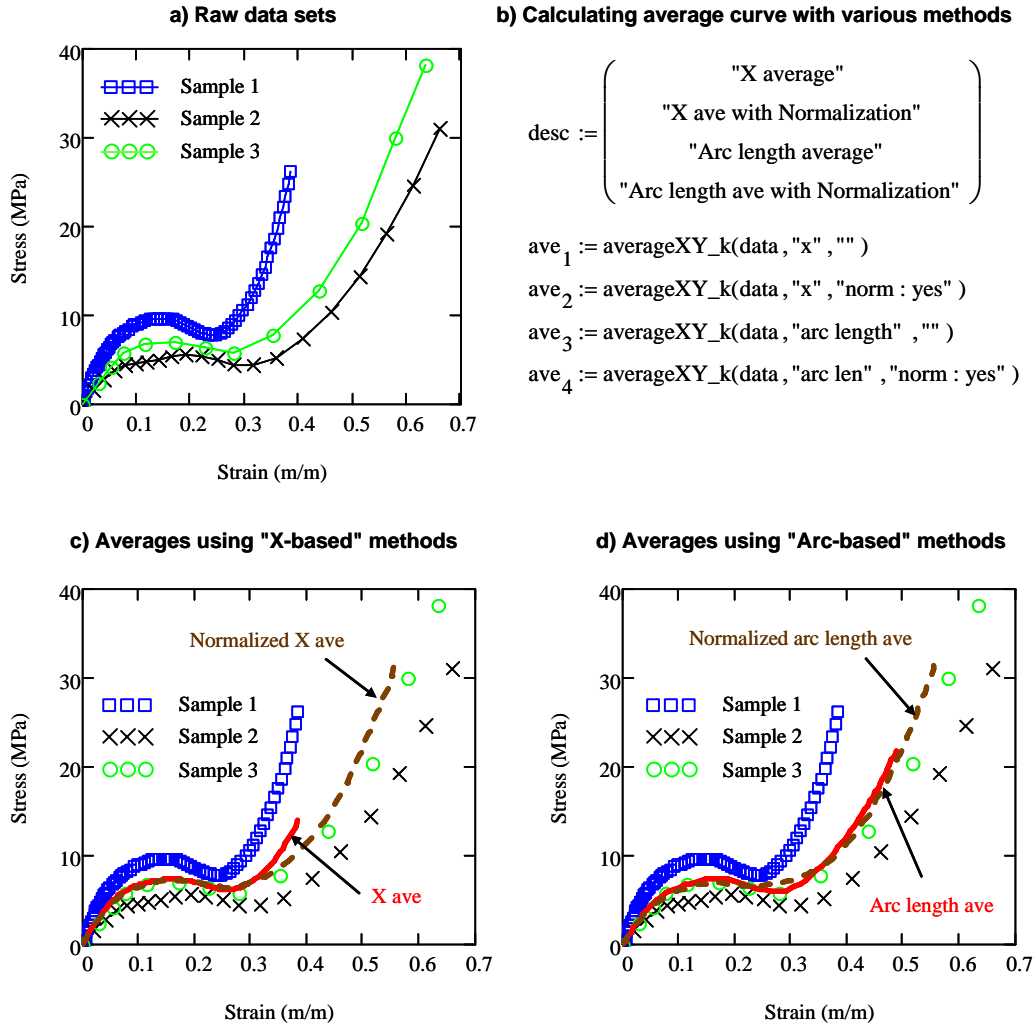 a) Raw data sets
40
30
20
10
0
0
0.1
0.2
0.3
0.4
0.5
0.6
0.7
Stress (MPa)
Strain (m/m)
Sample 1
Sample 2
Sample 3
b) Calculating average curve with various methods
desc :=
"X average"
"X ave with Normalization"
"Arc length average"
"Arc length ave with Normalization"
ave1 := averageXY_k(data ,"x" ,"" )
ave2 := averageXY_k(data ,"x" ,"norm : yes" )
ave3 := averageXY_k(data ,"arc length" ,"" )
ave4 := averageXY_k(data ,"arc len" ,"norm : yes" )
c) Averages using "X-based" methods
40
30
20
10
0
0
0.1
0.2
0.3
0.4
0.5
0.6
0.7
Stress (MPa)
Strain (m/m)
Normalized X ave
Sample 1
Sample 2
Sample 3
X ave
d) Averages using "Arc-based" methods
40
30
20
10
0
0
0.1
0.2
0.3
0.4
0.5
0.6
0.7
Stress (MPa)
Strain (m/m)
Normalized arc length ave
Sample 1
Sample 2
Sample 3
Arc length ave